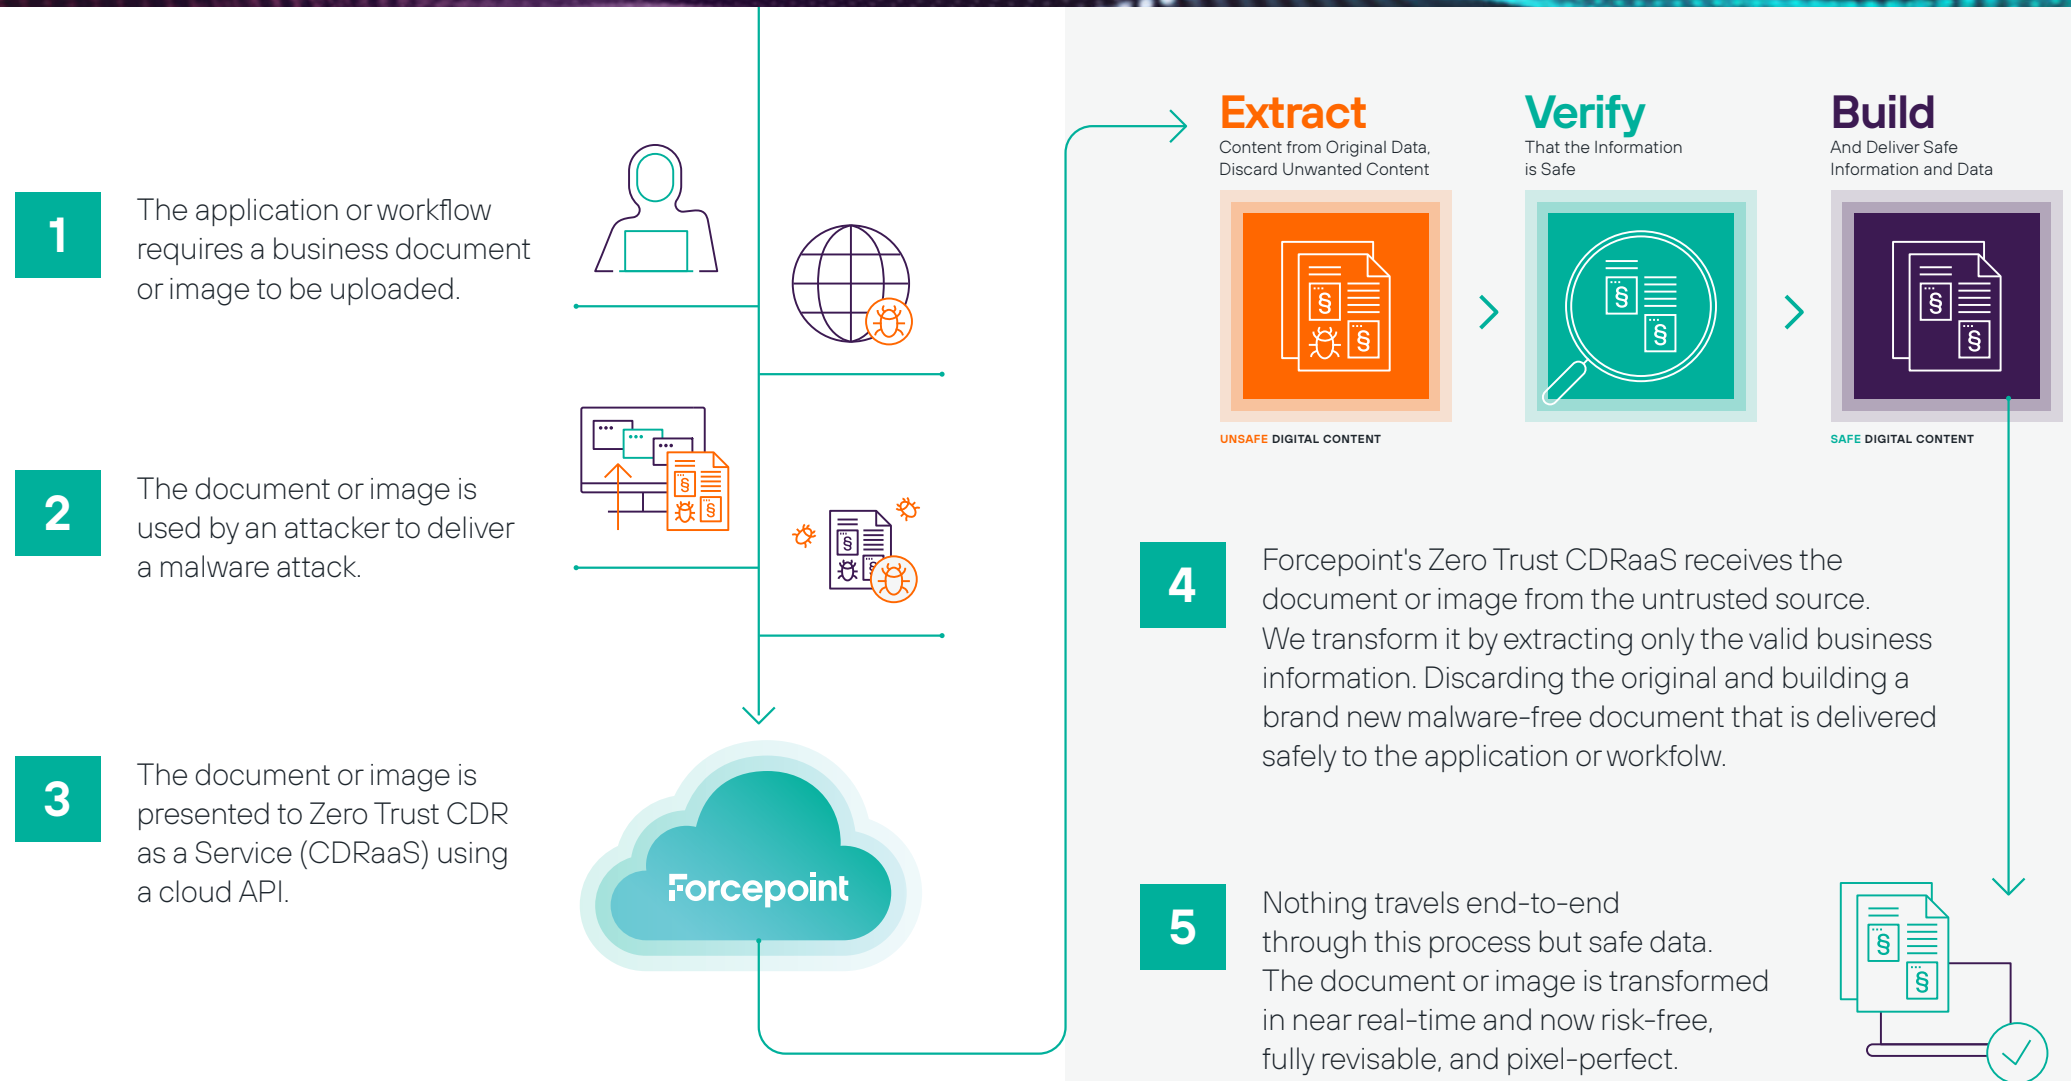 1
The application or workflow
requires a business document
or image to be uploaded.
2
The document or image is
used by an attacker to deliver
a malware attack.
3
The document or image is
presented to Zero Trust CDR
as a Service (CDRaaS) using
a cloud API.
Forcepoint
Extract
Content from Original Data,
Discard Unwanted Content
UNSAFE DIGITAL CONTENT
Verify
That the Information
is Safe
Build
And Deliver Safe
Information and Data
SAFE DIGITAL CONTENT
4
Forcepoint's Zero Trust CDRaaS receives the
document or image from the untrusted source.
We transform it by extracting only the valid business
information. Discarding the original and building a
brand new malware-free document that is delivered
safely to the application or workfolw.
5
Nothing travels end-to-end
through this process but safe data.
The document or image is transformed
in near real-time and now risk-free,
fully revisable, and pixel-perfect.